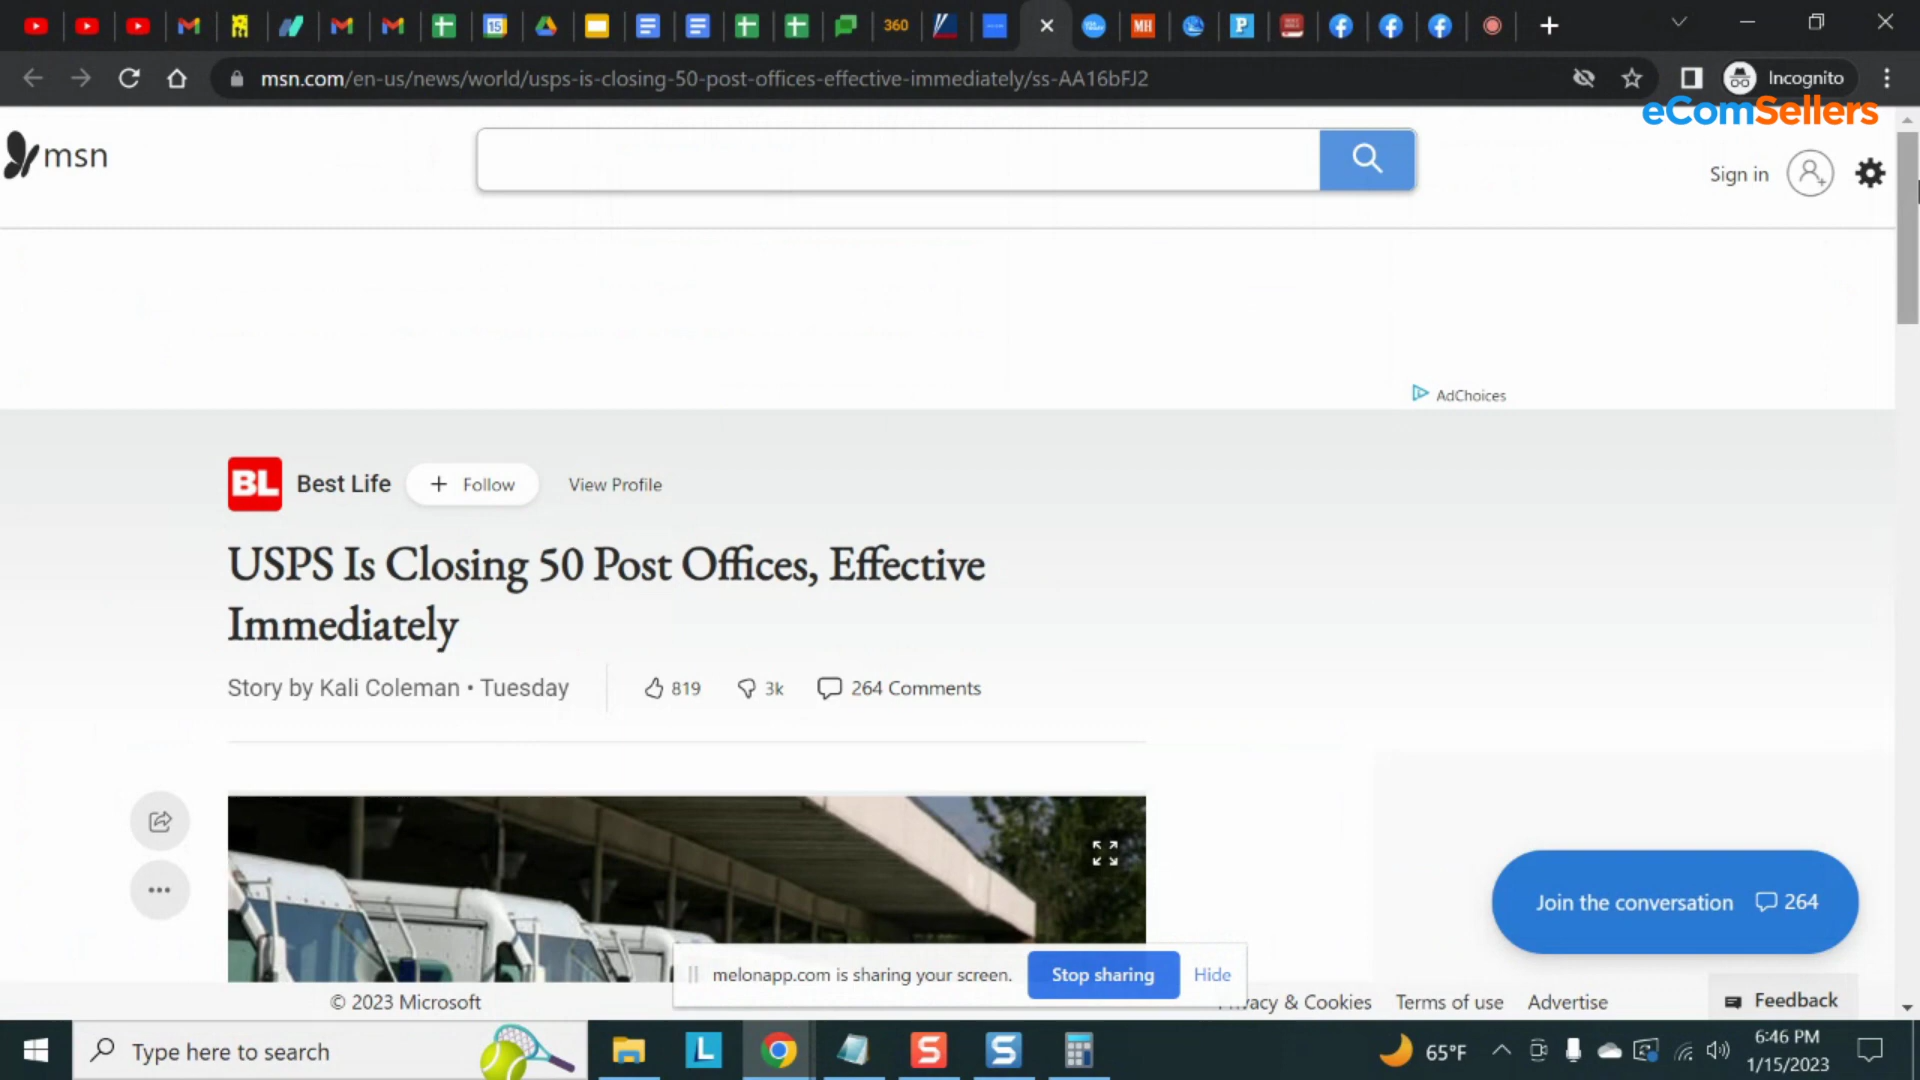 15
360
MH
P
msn.com/en-us/news/world/usps-is-closing-50-post-offices-effective-immediately/ss-AA16bFJ2
Incognito
eComSellers
msn
Sign in
AdChoices
BL Best Life + Follow View Profile
USPS Is Closing 50 Post Offices, Effective
Immediately
Story by Kali Coleman • Tuesday 819 3k 264 Comments
Join the conversation 264
melonapp.com is sharing your screen. Stop sharing Hide
© 2023 Microsoft & Cookies Terms of use Advertise Feedback
Type here to search L S S 65°F 6:46 PM
1/15/2023